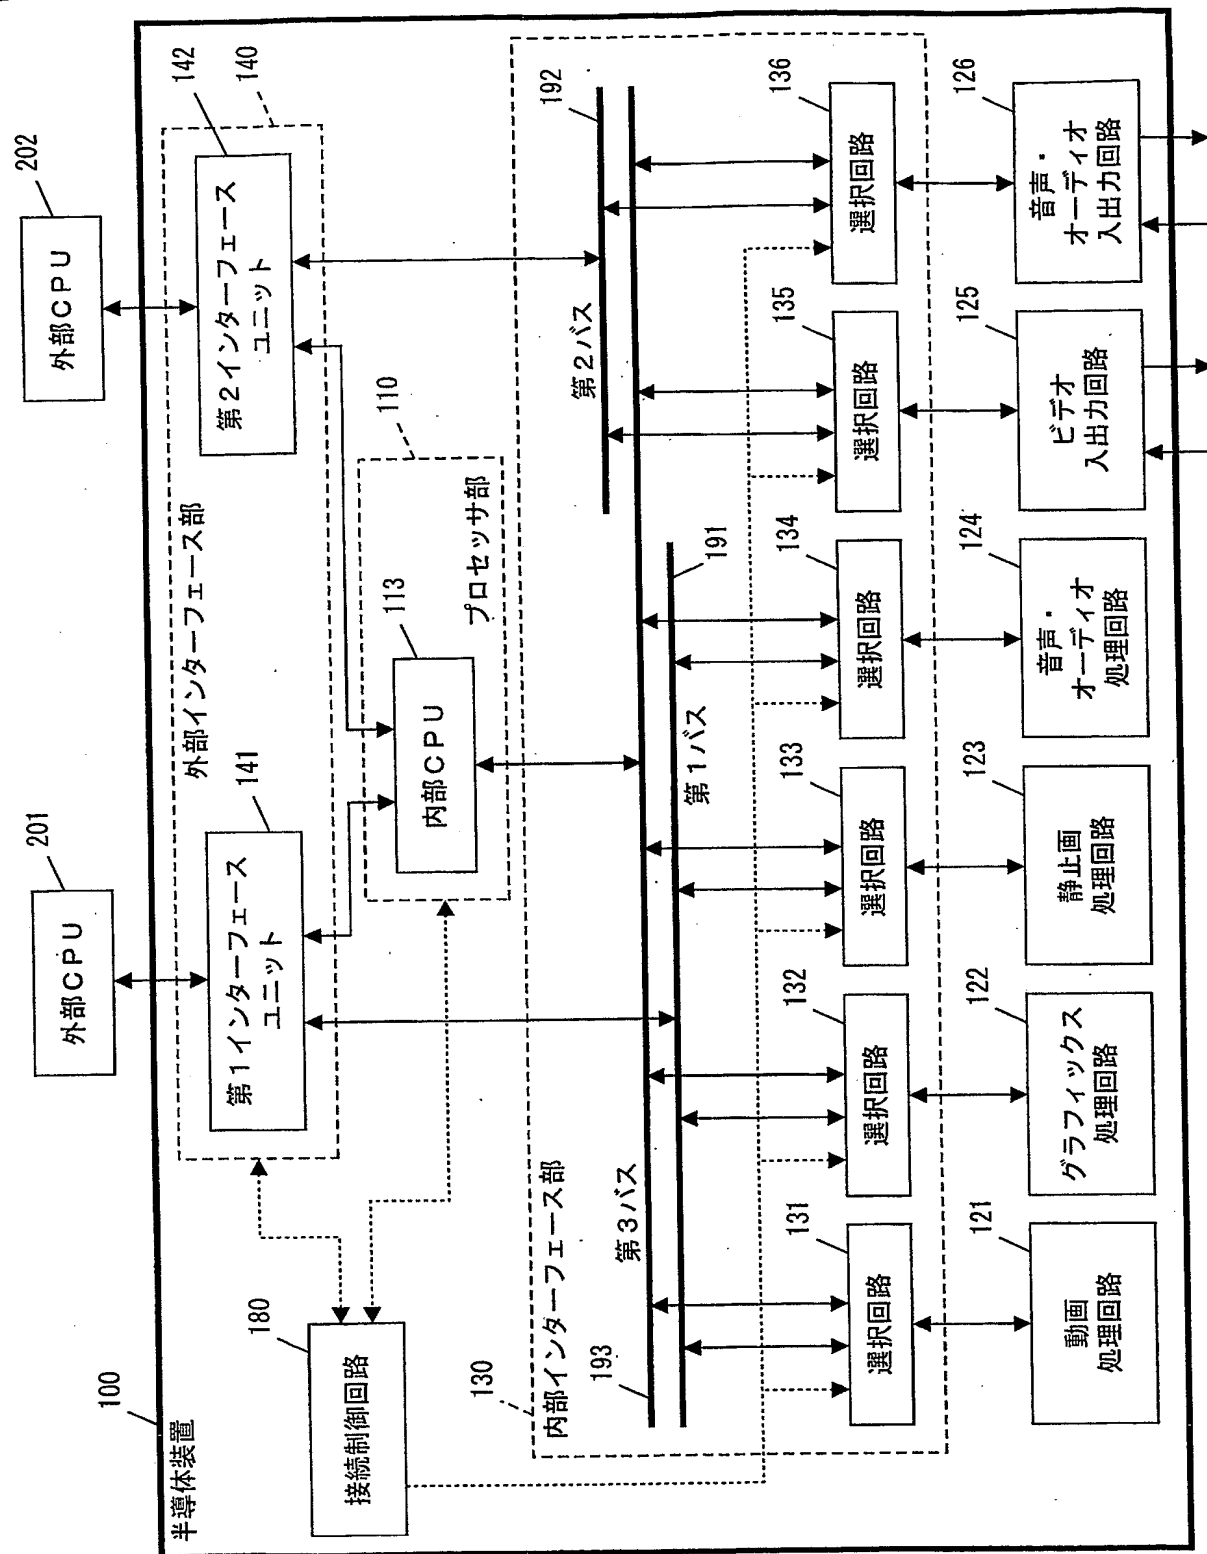 201
外部CPU
202
外部CPU
100
半導体装置
外部インターフェース部
140
141
第1インターフェース
ユニット
142
第2インターフェース
ユニット
180
接続制御回路
110
プロセッサ部
113
内部CPU
130
内部インターフェース部
193
第3バス
第1バス
191
第2バス
192
131
選択回路
132
選択回路
133
選択回路
134
選択回路
135
選択回路
136
選択回路
121
動画
処理回路
122
グラフィックス
処理回路
123
静止画
処理回路
124
音声・
オーディオ
処理回路
125
ビデオ
入出力回路
126
音声・
オーディオ
入出力回路